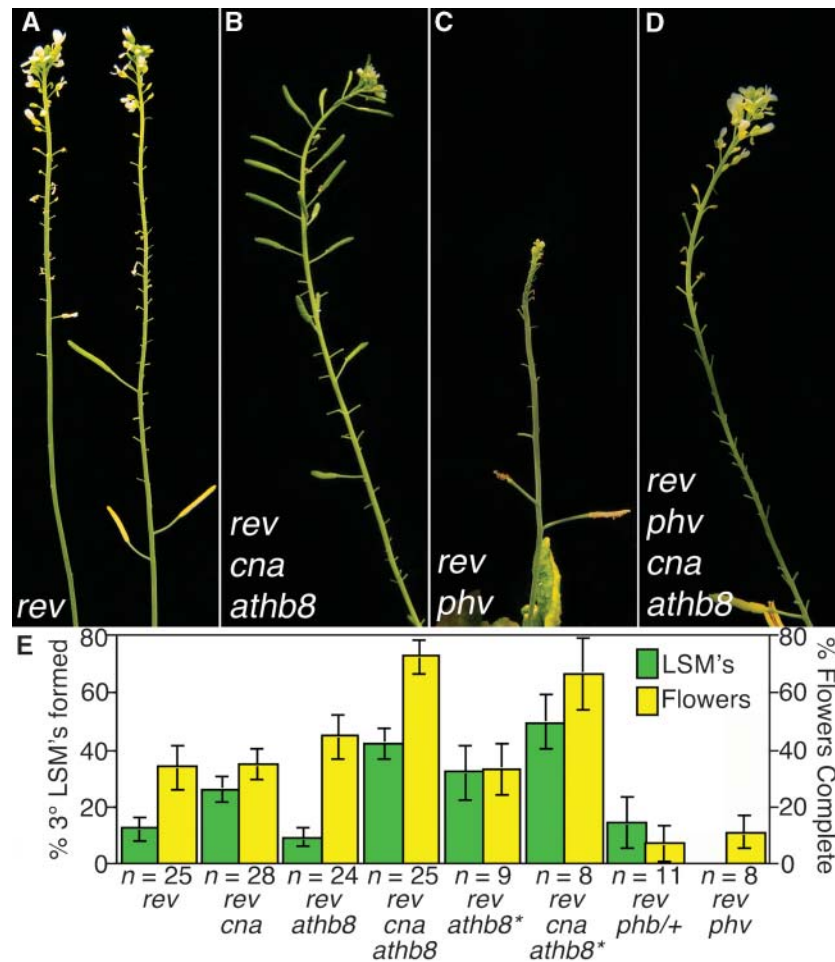 A
B
C
D
rev
rev
cna
athb8
rev
phv
rev
phv
cna
athb8
E
% 3° LSM's formed
80
60
40
20
0
LSM's
Flowers
80
60
40
20
0
% Flowers Complete
n = 25 n = 28 n = 24 n = 25 n = 9 n = 8 n = 11 n = 8
rev rev rev rev rev rev rev rev
cna athb8 cna athb8* cna phb/+ phv
athb8 athb8*